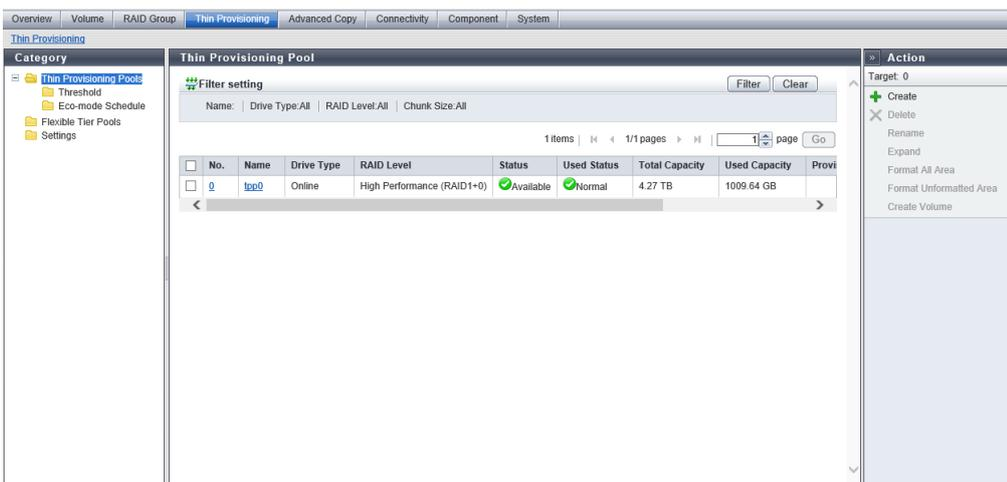 Overview Volume RAID Group Thin Provisioning Advanced Copy Connectivity Component System
Thin Provisioning
Category
Thin Provisioning Pools
Threshold
Eco-mode Schedule
Flexible Tier Pools
Settings
Thin Provisioning Pool
Filter setting Filter Clear
Name: Drive Type:All RAID Level:All Chunk Size:All
1 items 1/1 pages 1 page Go
No. Name Drive Type RAID Level Status Used Status Total Capacity Used Capacity Provi
0 tpp0 Online High Performance (RAID1+0) Available Normal 4.27 TB 1009.64 GB
» Action
Target: 0
Create
Delete
Rename
Expand
Format All Area
Format Unformatted Area
Create Volume